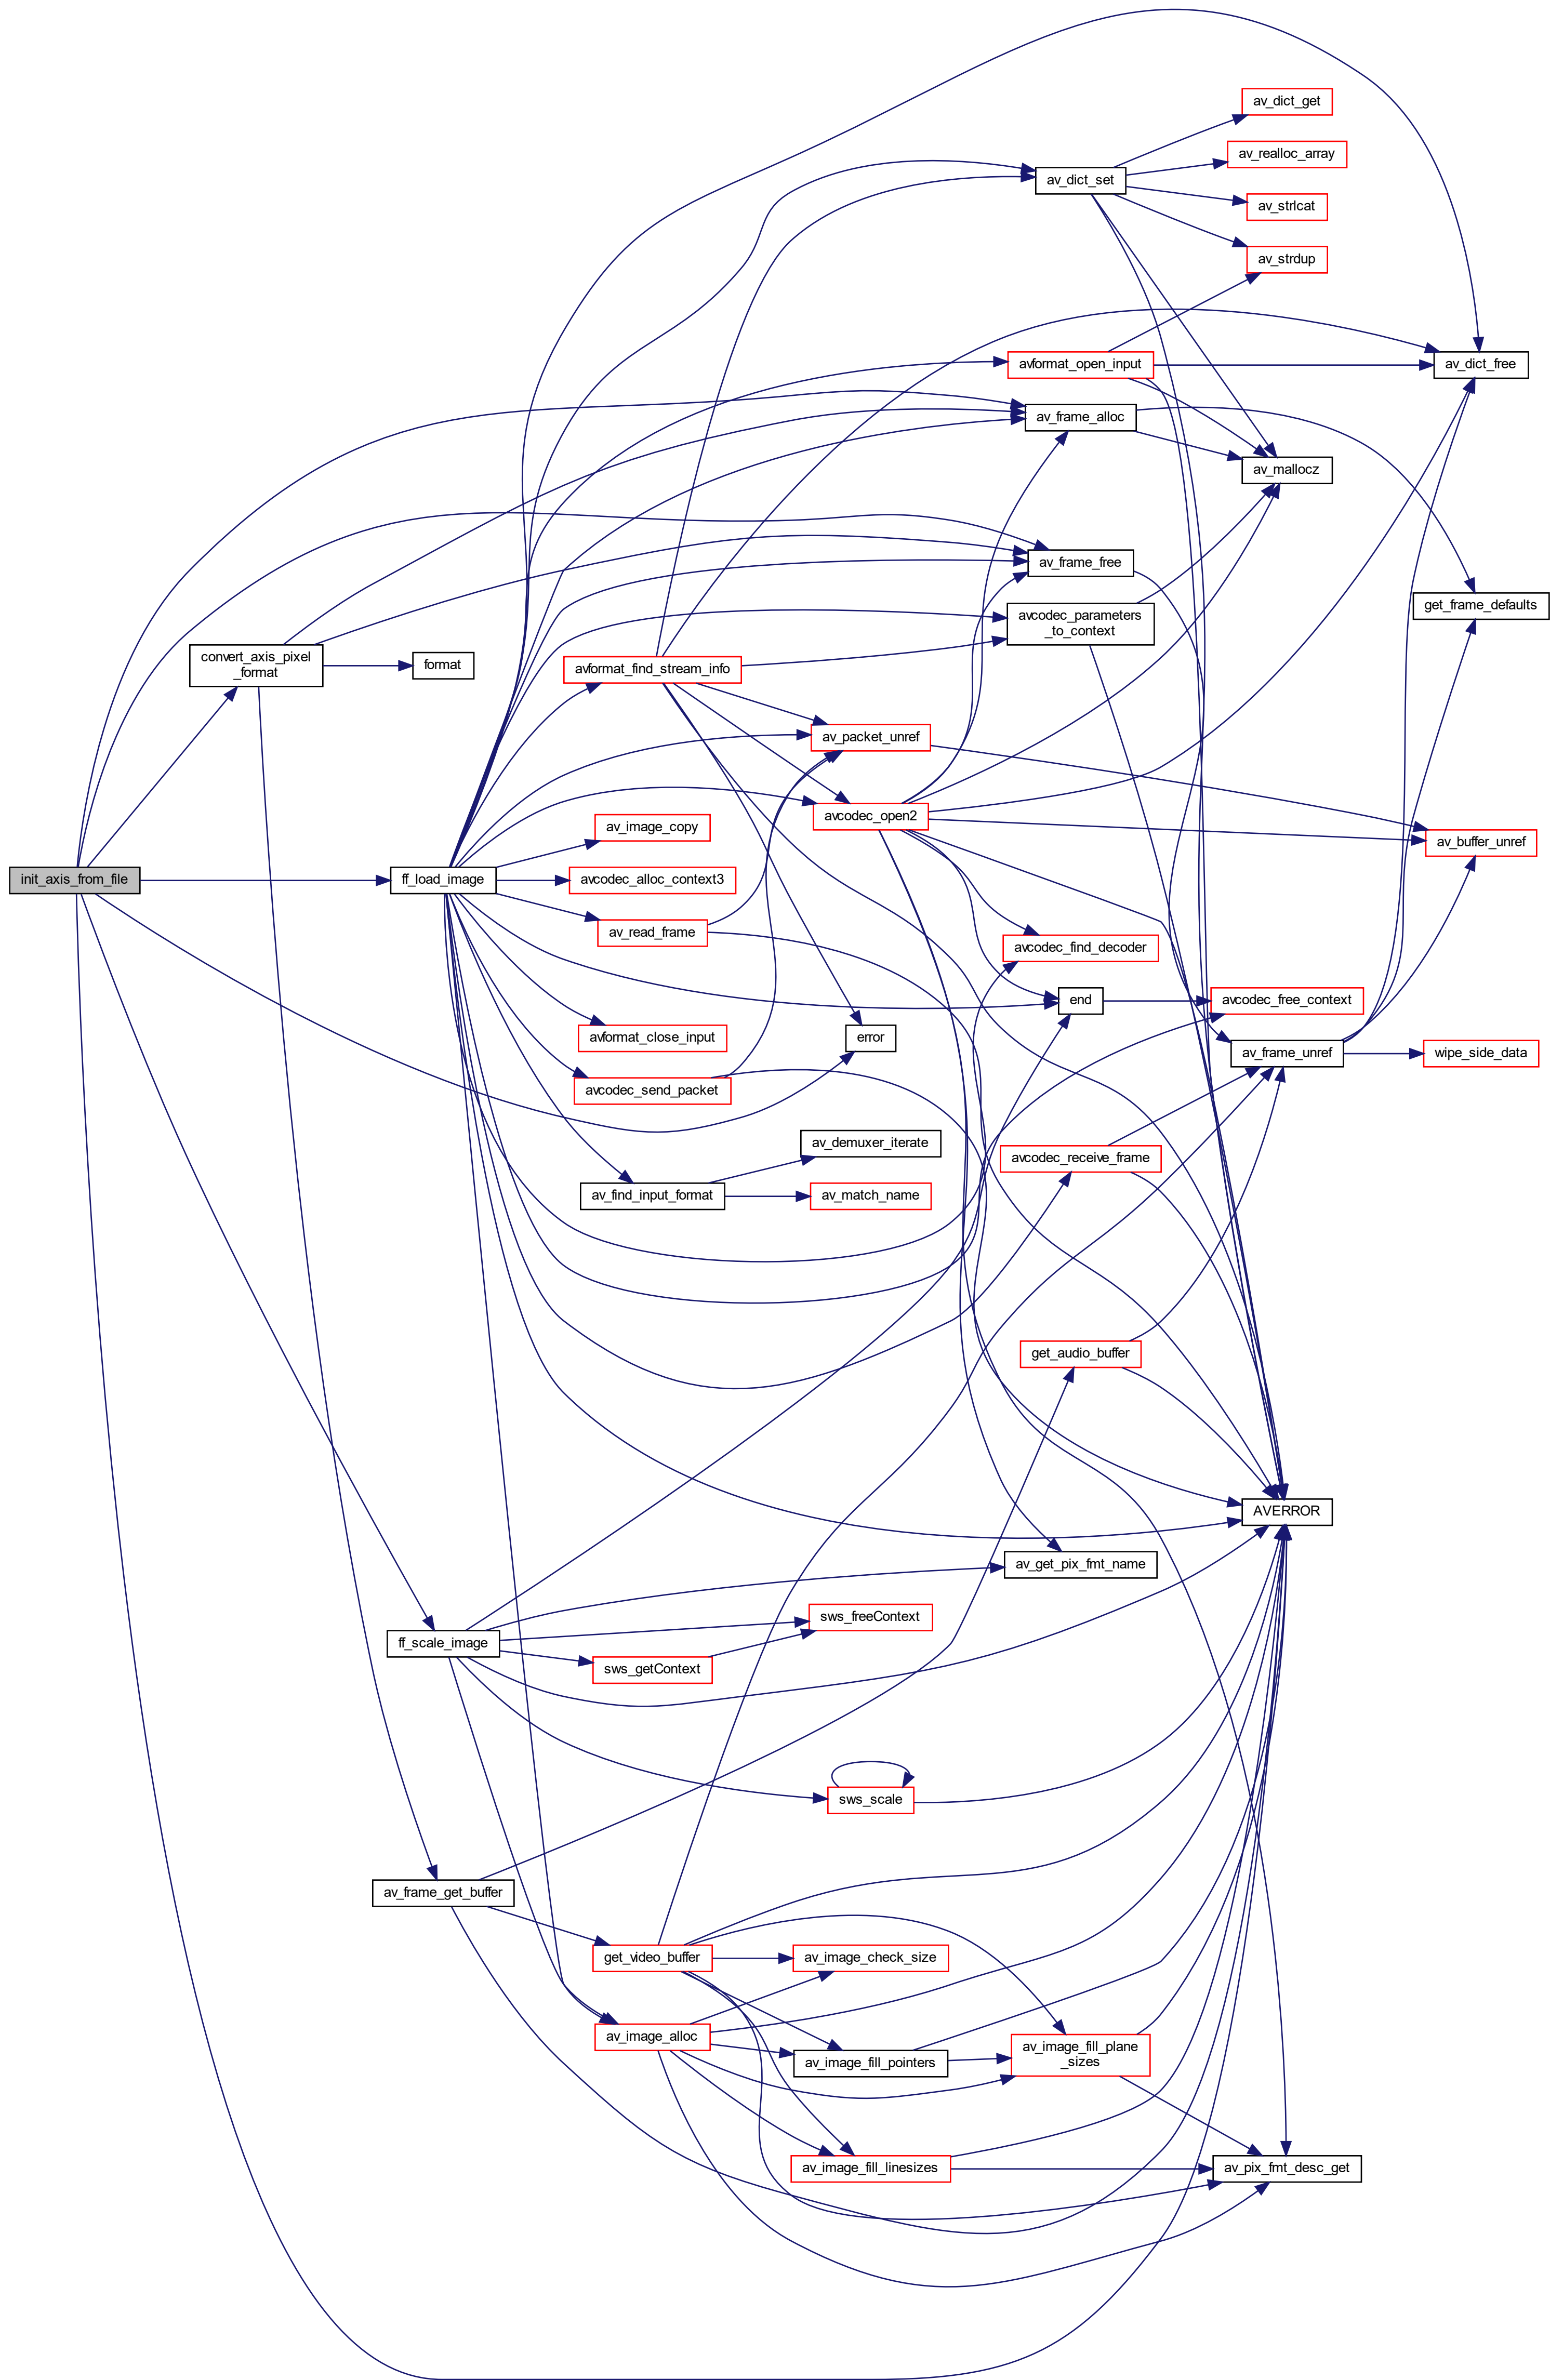 av_dict_get
av_realloc_array
av_dict_set
av_strlcat
av_strdup
avformat_open_input
av_dict_free
av_frame_alloc
av_mallocz
av_frame_free
get_frame_defaults
avcodec_parameters
_to_context
convert_axis_pixel
_format
format
avformat_find_stream_info
av_packet_unref
avcodec_open2
av_image_copy
av_buffer_unref
init_axis_from_file
ff_load_image
avcodec_alloc_context3
av_read_frame
avcodec_find_decoder
end
avcodec_free_context
avformat_close_input
error
av_frame_unref
wipe_side_data
avcodec_send_packet
av_demuxer_iterate
avcodec_receive_frame
av_find_input_format
av_match_name
get_audio_buffer
AVERROR
av_get_pix_fmt_name
sws_freeContext
ff_scale_image
sws_getContext
sws_scale
av_frame_get_buffer
get_video_buffer
av_image_check_size
av_image_alloc
av_image_fill_pointers
av_image_fill_plane
_sizes
av_image_fill_linesizes
av_pix_fmt_desc_get